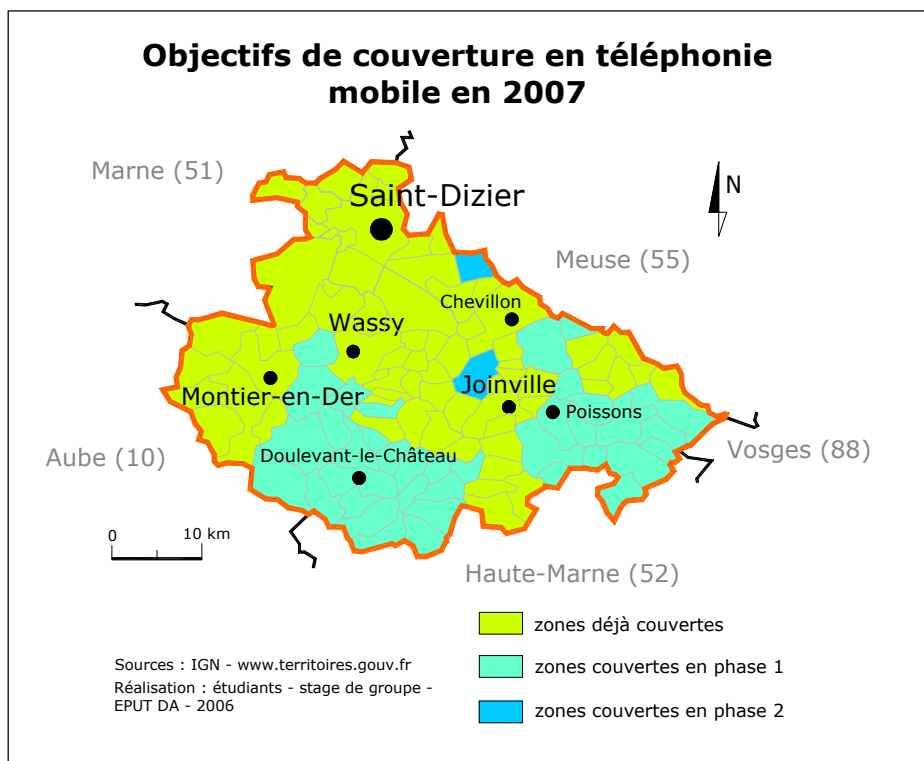 Objectifs de couverture en téléphonie
mobile en 2007
Marne (51)
Saint-Dizier
N
Meuse (55)
Chevillon
Wassy
Montier-en-Der
Joinville
Poissons
Aube (10)
Doulevant-le-Château
Vosges (88)
0
10 km
Haute-Marne (52)
zones déjà couvertes
zones couvertes en phase 1
zones couvertes en phase 2
Sources : IGN - www.territoires.gouv.fr
Réalisation : étudiants - stage de groupe -
EPUT DA - 2006